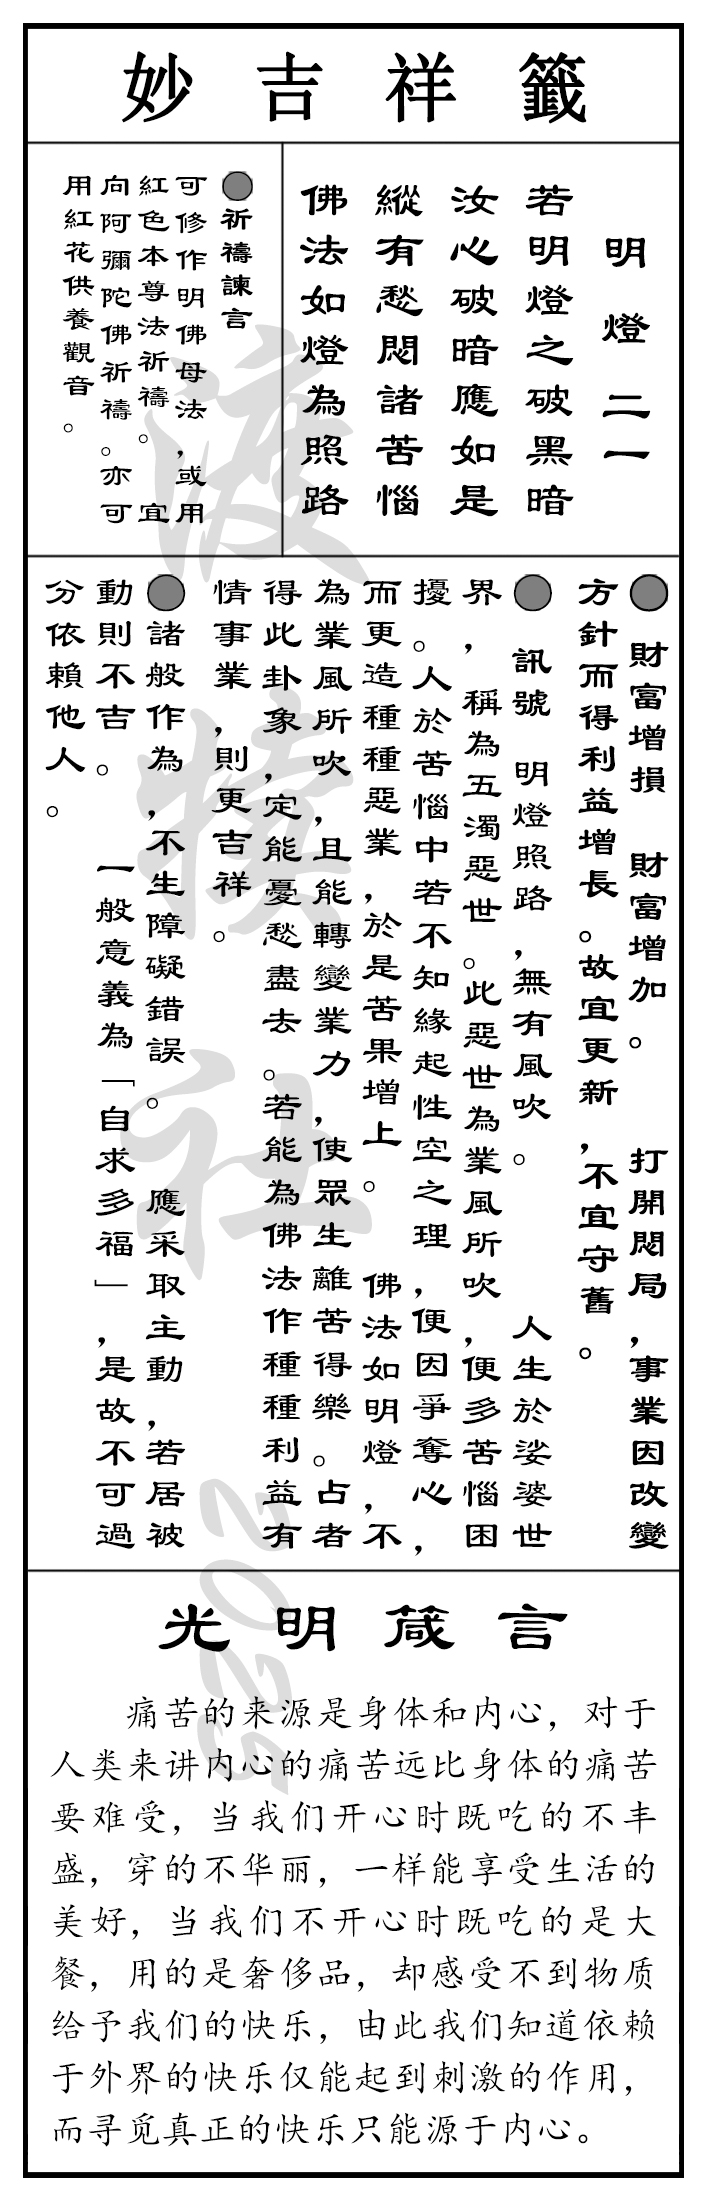 妙吉祥籤
明燈 二一
若明燈之破黑暗
汝心破暗應如是
縱有愁悶諸苦惱
佛法如燈為照路
●祈禱諫言
可修作明佛母法，或用
紅色本尊法祈禱。宜
向阿彌陀佛祈禱。亦可
用紅花供養觀音。
● 財富增損 財富增加。 打開悶局，事業因改變
方針而得利益增長。故宜更新，不宜守舊。
● 訊號 明燈照路，無有風吹。 人生於娑婆世
界，稱為五濁惡世。此惡世為業風所吹，便多苦惱困
擾。人於苦惱中若不知緣起性空之理，便因爭奪心，
而更造種種惡業，於是苦果增上。 佛法如明燈，不
為業風所吹，且能轉變業力，使眾生離苦得樂。占者
得此卦象，定能憂愁盡去。若能為佛法作種種利益有
情事業，則更吉祥。
●諸般作為，不生障礙錯誤。 應采取主動，若居被
動則不吉。 一般意義為「自求多福」，是故不可過
分依賴他人。
光明箴言
痛苦的来源是身体和内心，对于
人类来讲内心的痛苦远比身体的痛苦
要难受，当我们开心时既吃的不丰
盛，穿的不华丽，一样能享受生活的
美好，当我们不开心时既吃的是大
餐，用的是奢侈品，却感受不到物质
给予我们的快乐，由此我们知道依赖
于外界的快乐仅能起到刺激的作用，
而寻觅真正的快乐只能源于内心。
渡犊社 2025